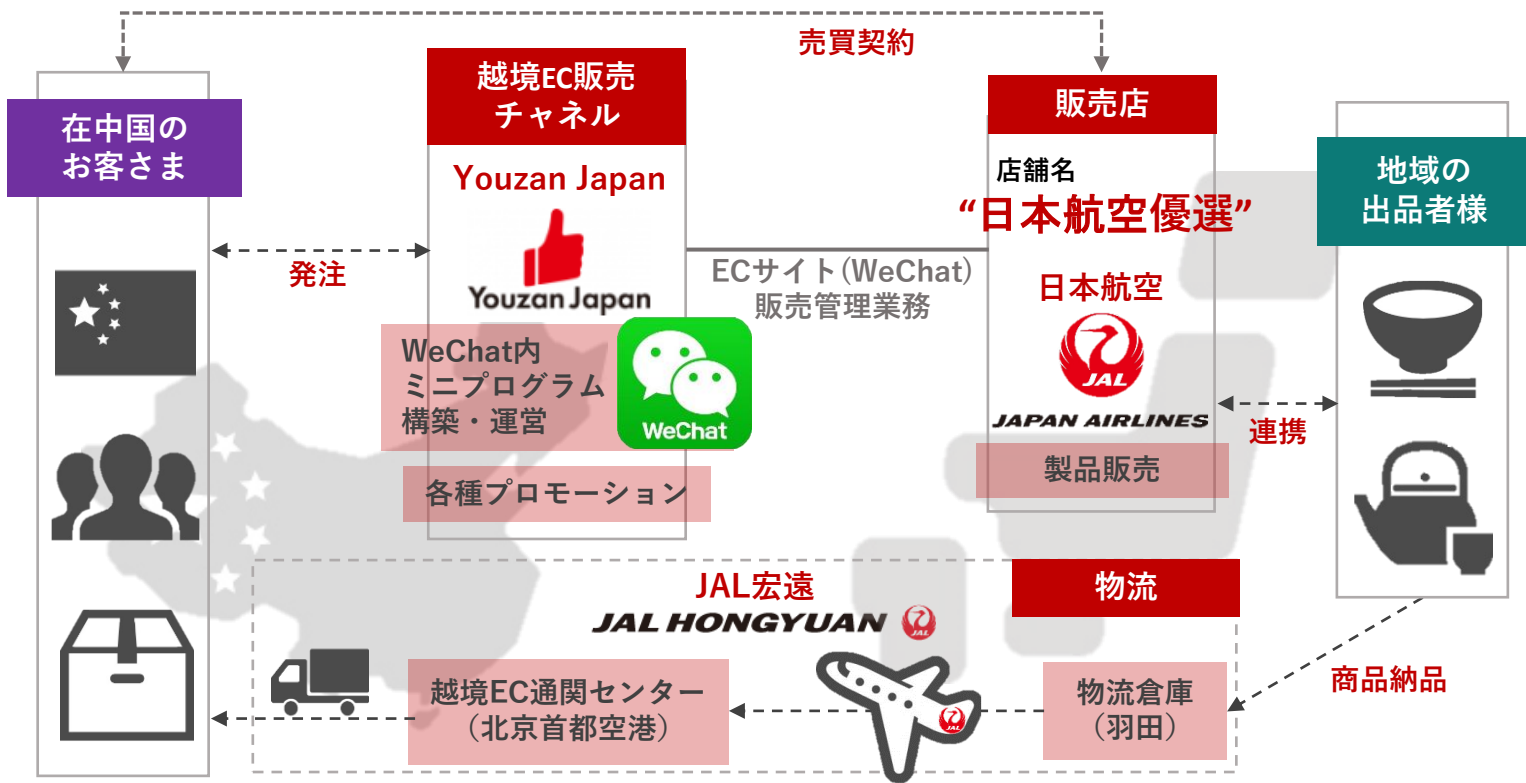 売買契約
在中国の
お客さま
越境EC販売
チャネル
Youzan Japan
Youzan Japan
WeChat内
ミニプログラム
構築・運営
WeChat
各種プロモーション
発注
ECサイト(WeChat)
販売管理業務
販売店
店舗名
“日本航空優選”
日本航空
JAL
JAPAN AIRLINES
製品販売
連携
地域の
出品者様
商品納品
物流
JAL宏遠
JAL HONGYUAN
JAL
物流倉庫
（羽田）
JAL
越境EC通関センター
（北京首都空港）